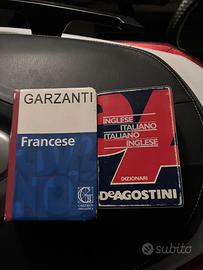 GARZANTI
Francese
INGLESE
ITALIANO
ITALIANO
INGLESE
DIZIONARI
DeAGOSTINI
subito